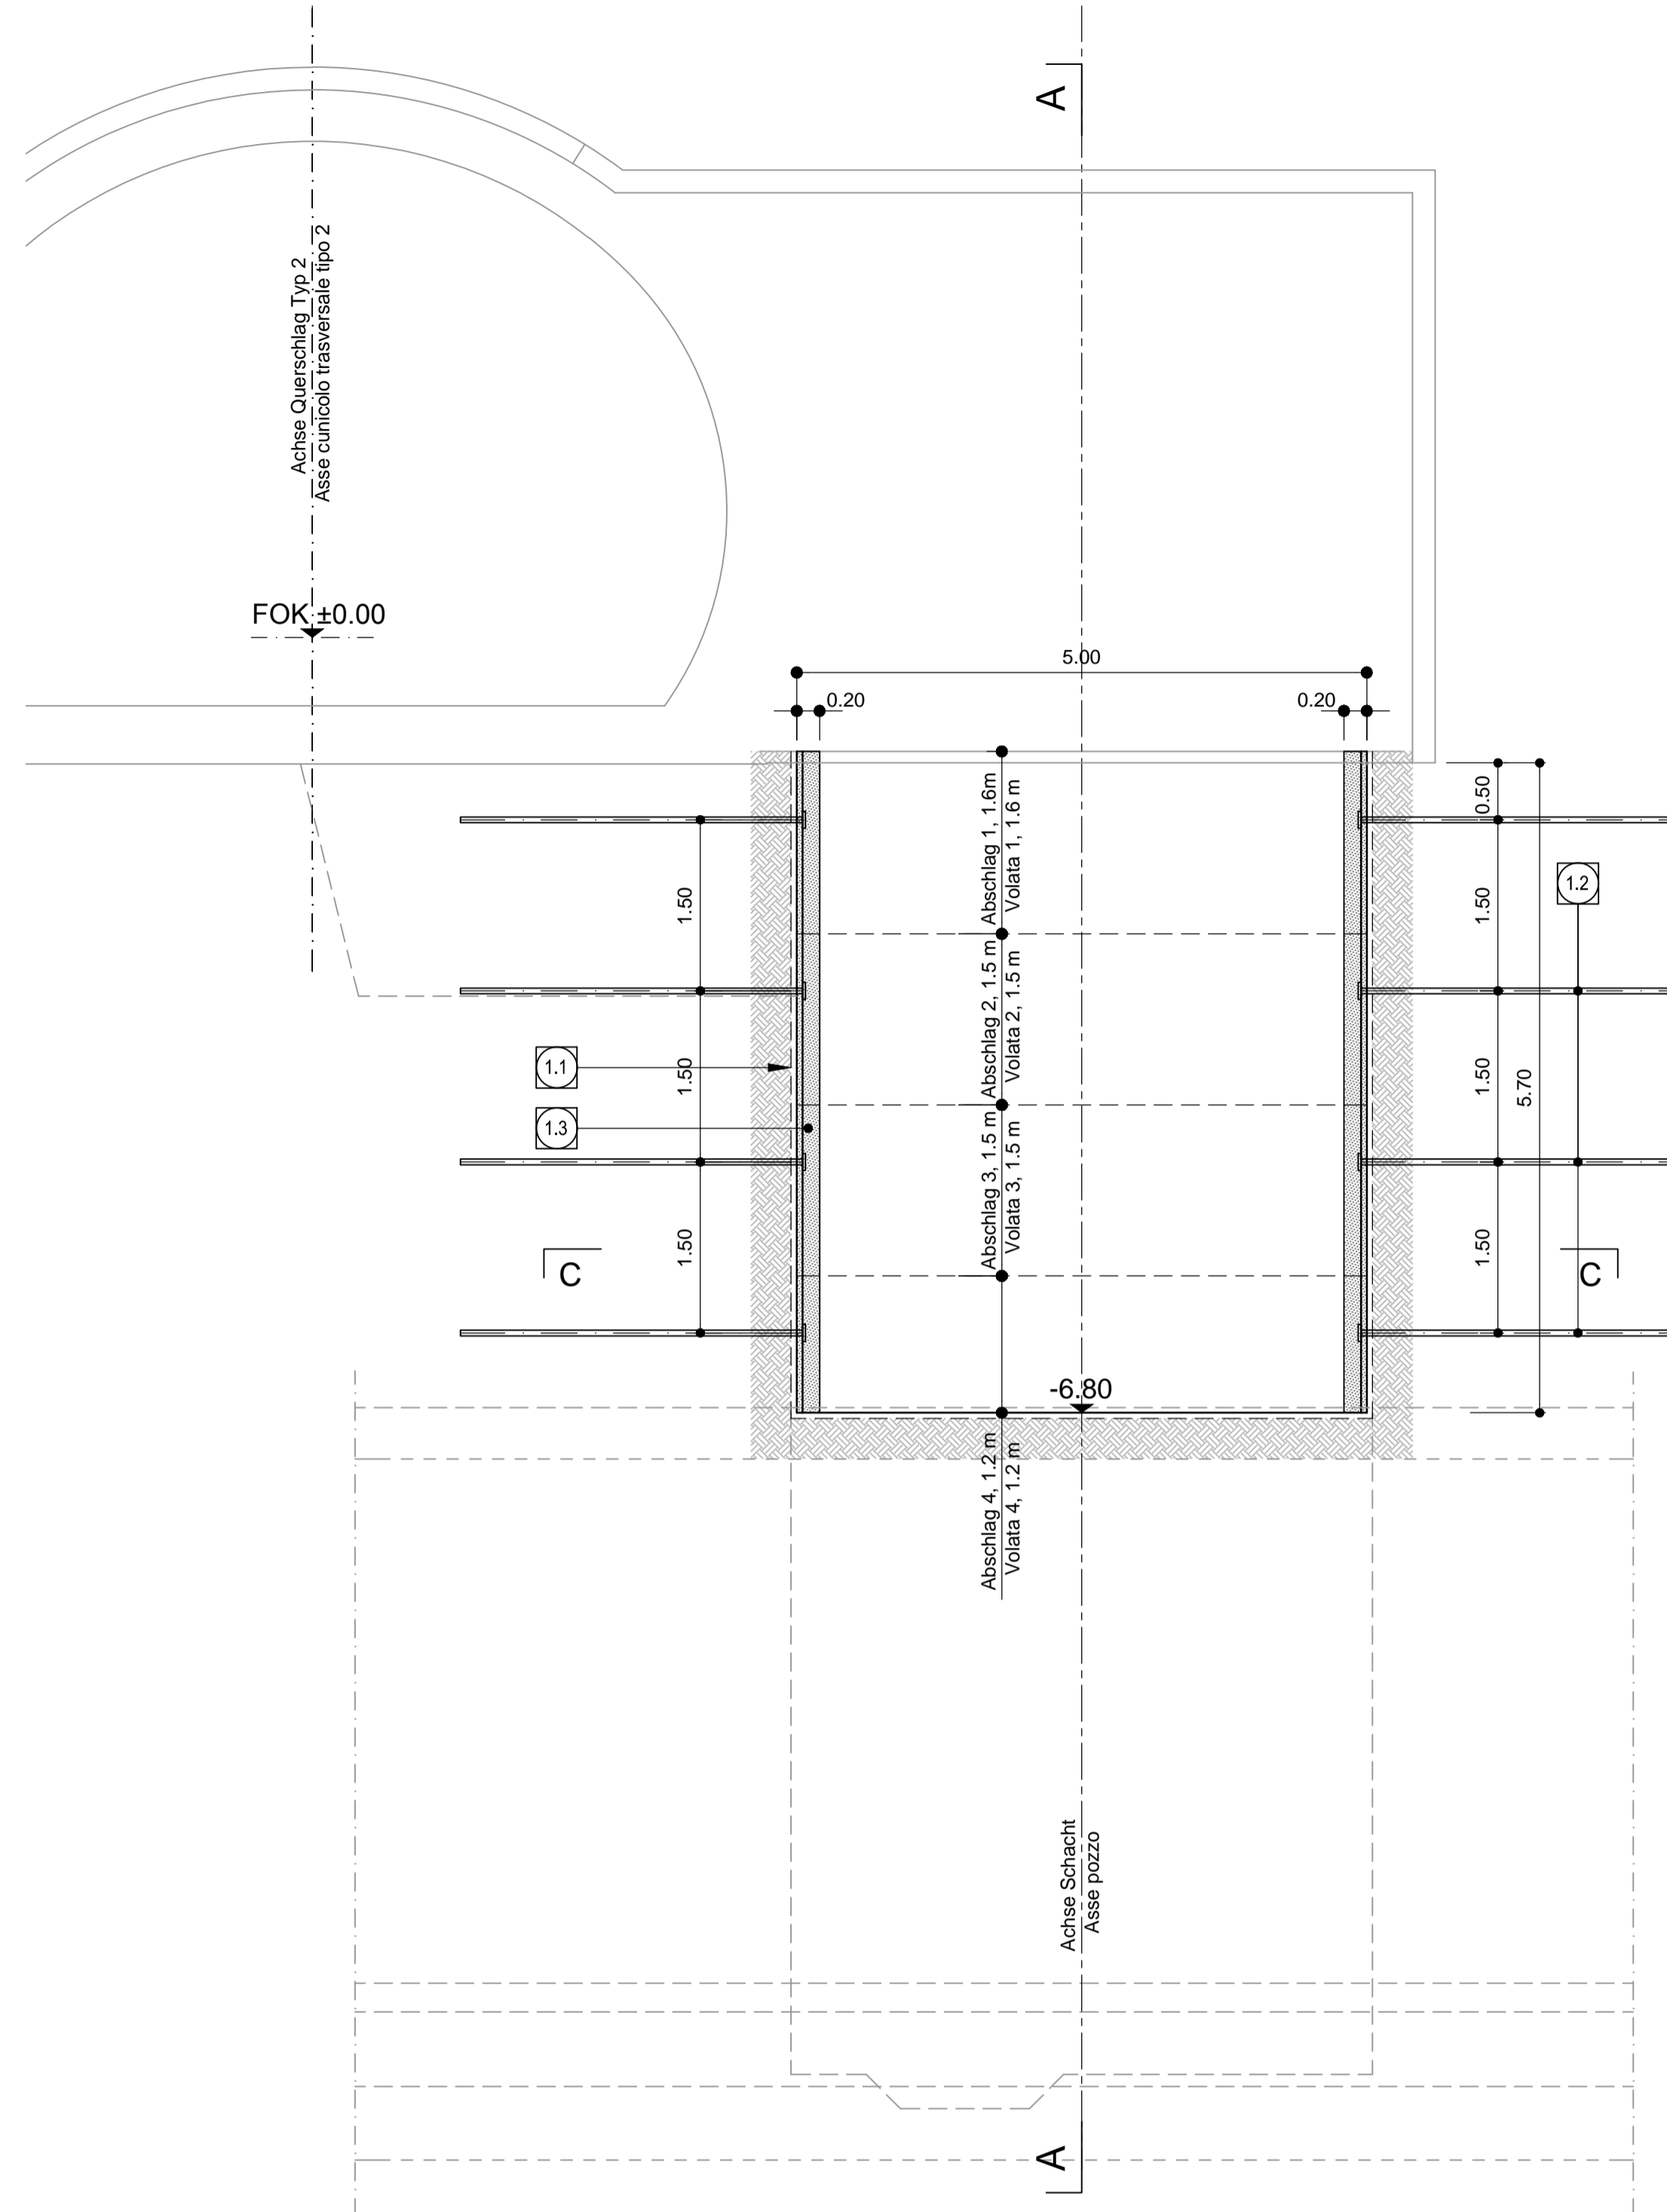 A
Achse Querschlag Typ 2
Asse cunicolo trasversale tipo 2
FOK ±0.00
5.00
0.20
0.20
Abschlag 1, 1.6m
Volata 1, 1.6 m
0.50
1.50
1.50
1.2
Abschlag 2, 1.5 m
Volata 2, 1.5 m
1.1
1.50
1.50
5.70
1.3
Abschlag 3, 1.5 m
Volata 3, 1.5 m
1.50
1.50
C
C
-6.80
Abschlag 4, 1.2 m
Volata 4, 1.2 m
Achse Schacht
Asse pozzo
A